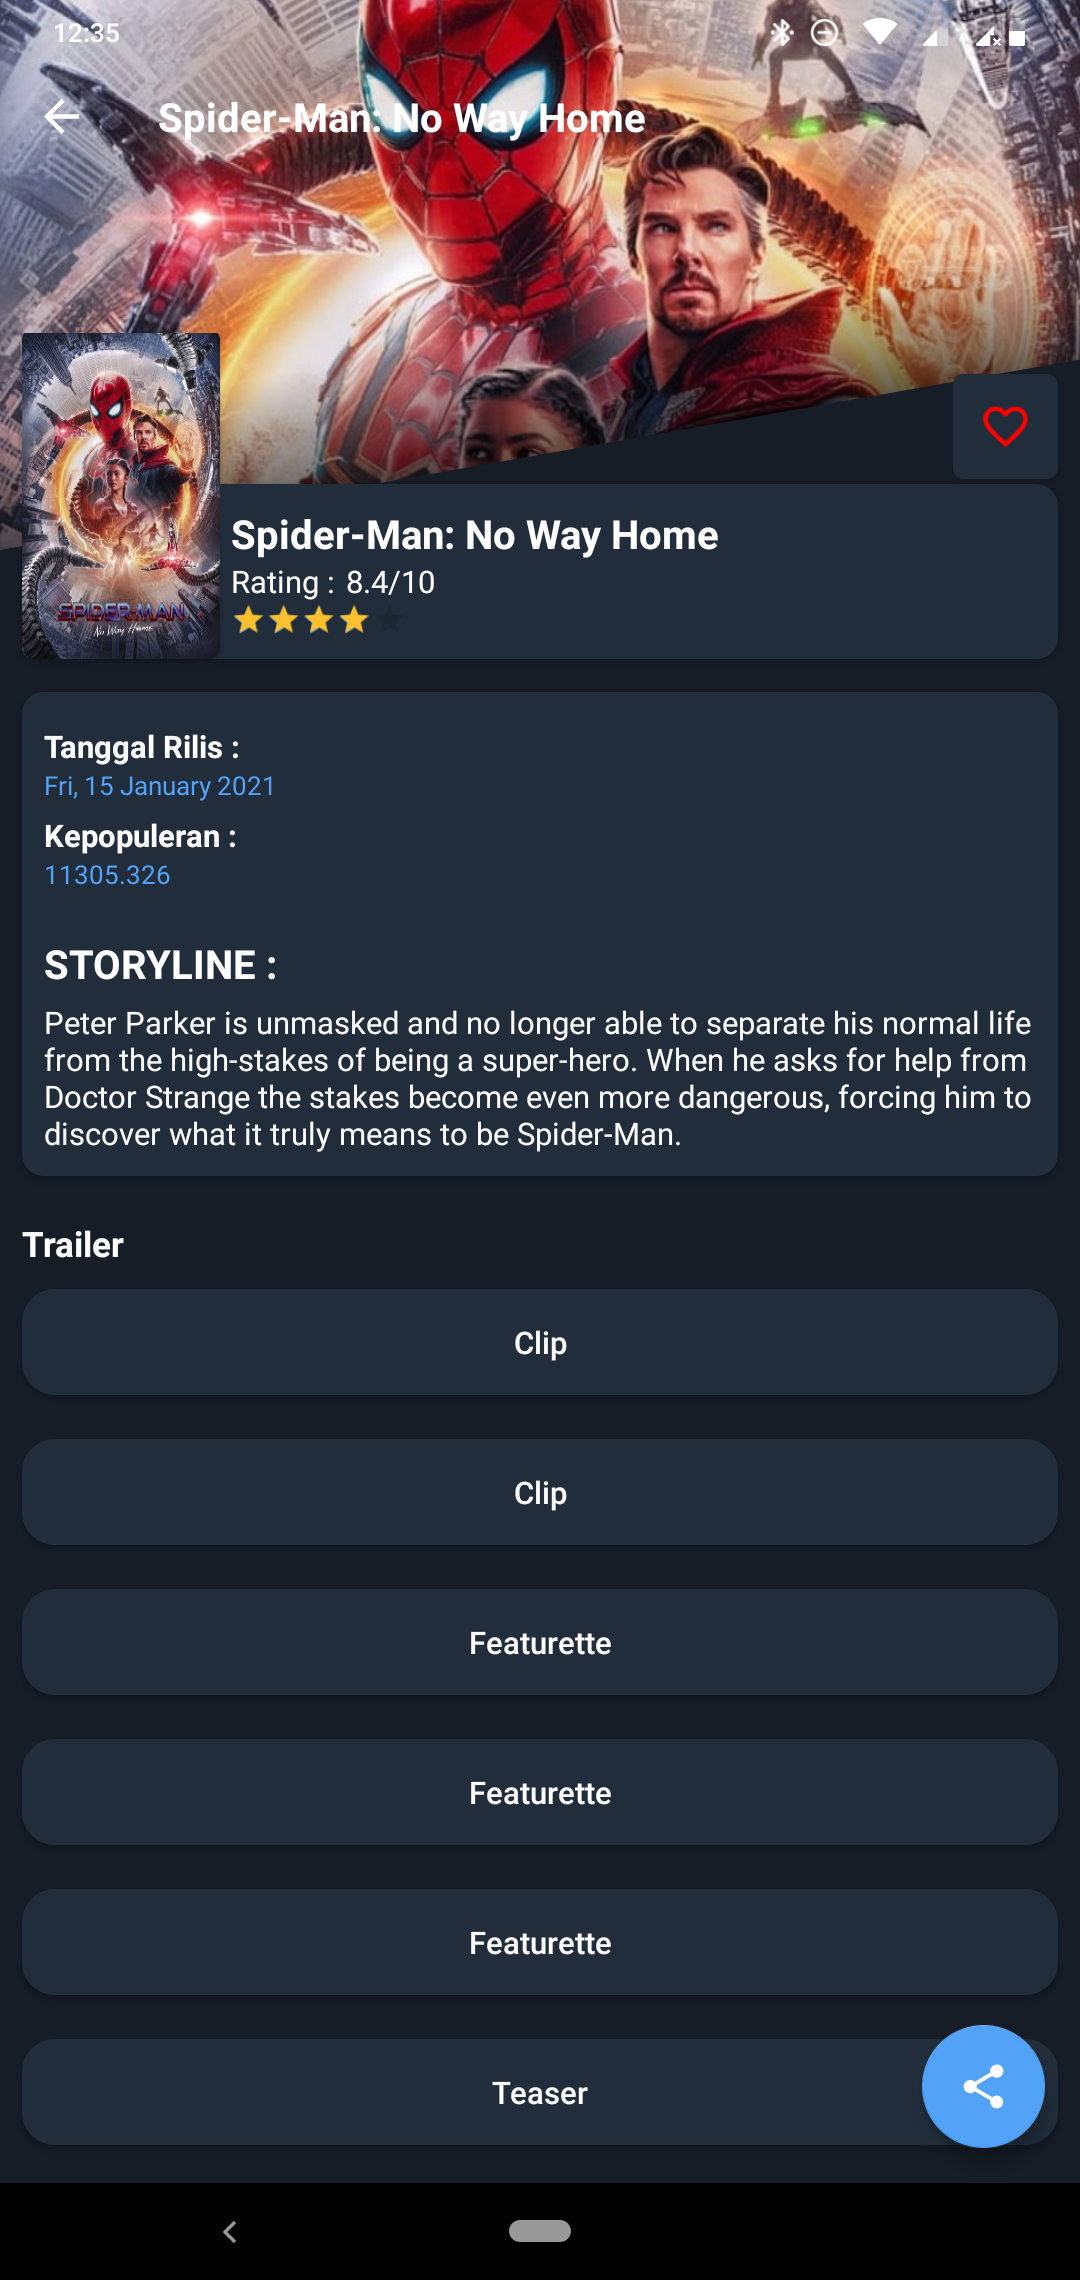 12:35
Spider-Man: No Way Home
SPIDER-MAN
No Way Home
Spider-Man: No Way Home
Rating : 8.4/10
Tanggal Rilis :
Fri, 15 January 2021
Kepopuleran :
11305.326
STORYLINE :
Peter Parker is unmasked and no longer able to separate his normal life
from the high-stakes of being a super-hero. When he asks for help from
Doctor Strange the stakes become even more dangerous, forcing him to
discover what it truly means to be Spider-Man.
Trailer
Clip
Clip
Featurette
Featurette
Featurette
Teaser